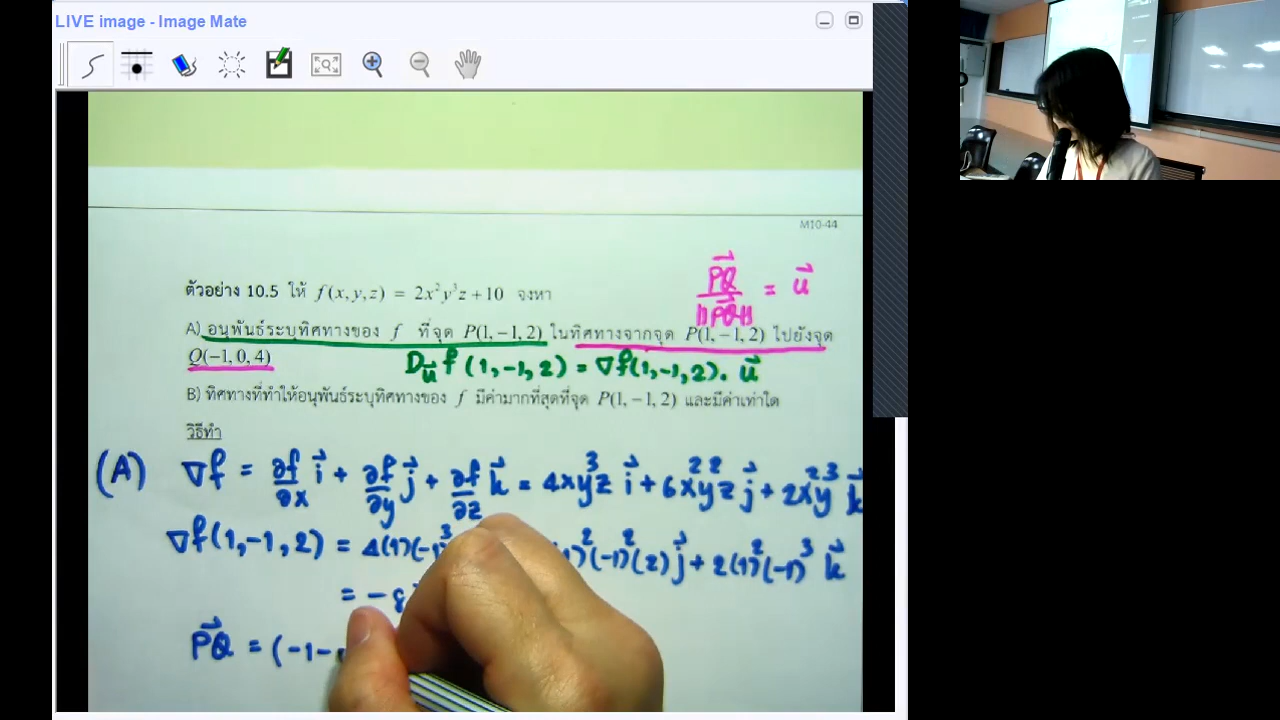 LIVE image - Image Mate
M10-44
ตัวอย่าง 10.5 ให้ f(x, y, z) = 2x²y³z + 10 จงหา
A) อนุพันธ์ระบุทิศทางของ f ที่จุด P(1, −1, 2) ในทิศทางจากจุด P(1, −1, 2) ไปยังจุด
Q(−1, 0, 4)
PQ⃗ / ||PQ⃗|| = u⃗
D_u⃗ f(1, -1, 2) = ∇f(1, -1, 2) · u⃗
B) ทิศทางที่ทำให้อนุพันธ์ระบุทิศทางของ f มีค่ามากที่สุดที่จุด P(1, −1, 2) และมีค่าเท่าใด
วิธีทำ
(A) ∇f = ∂f/∂x i⃗ + ∂f/∂y j⃗ + ∂f/∂z k⃗ = 4xy³z i⃗ + 6x²y²z j⃗ + 2x²y³ k⃗
∇f(1, -1, 2) = 4(1)(-1)³ )²(-1)²(2) j⃗ + 2(1)²(-1)³ k⃗
= -8
PQ⃗ = (-1-